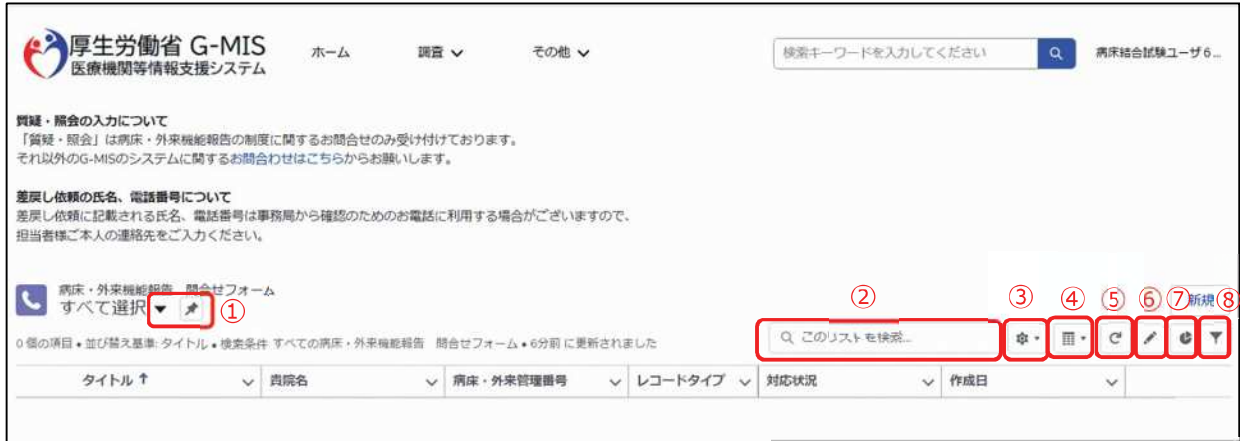 厚生労働省 G-MIS
医療機関等情報支援システム
ホーム
調査
その他
検索キーワードを入力してください
病床結合試験ユーザ6...
質疑・照会の入力について
「質疑・照会」は病床・外来機能報告の制度に関するお問合せのみ受け付けております。
それ以外のG-MISのシステムに関するお問合わせはこちらからお願いします。
差戻し依頼の氏名、電話番号について
差戻し依頼に記載される氏名、電話番号は事務局から確認のためのお電話に利用する場合がございますので、
担当者様ご本人の連絡先をご入力ください。
病床・外来機能報告 問合せフォーム
すべて選択
①
②
③
④
⑤
⑥
⑦
新規
⑧
0 個の項目 • 並び替え基準: タイトル • 検索条件 すべての病床・外来機能報告 問合せフォーム • 6分前 に更新されました
このリストを検索...
タイトル ↑
貴院名
病床・外来管理番号
レコードタイプ
対応状況
作成日